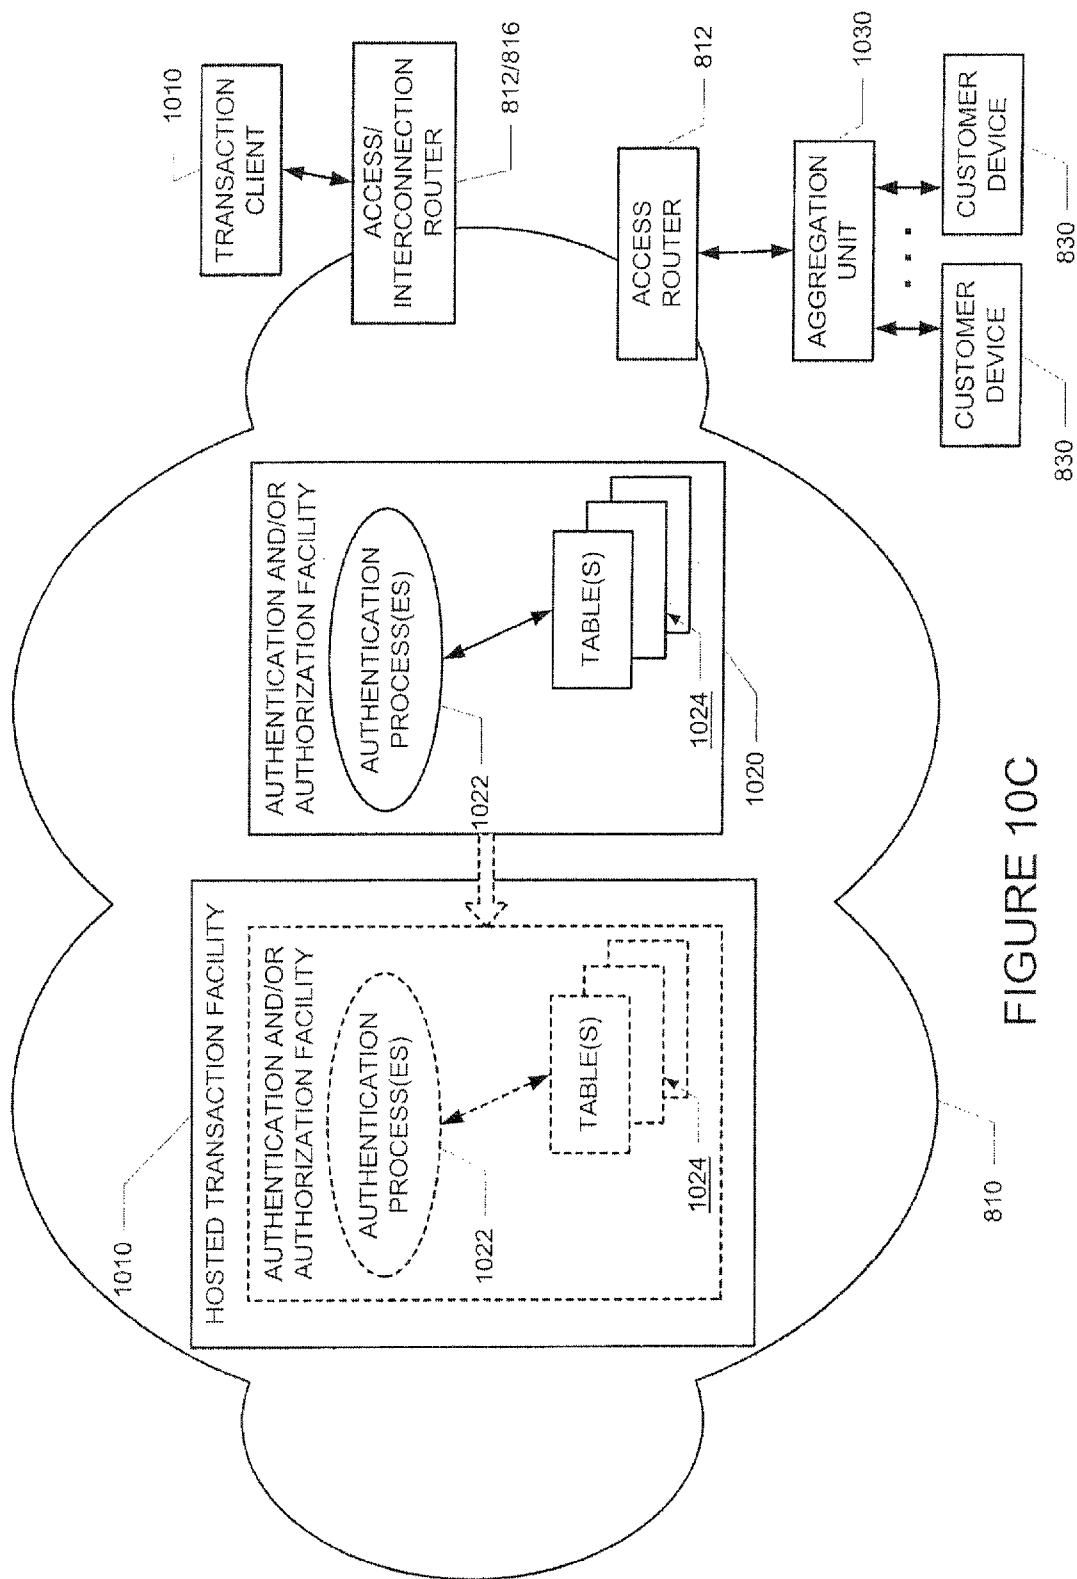 1010
HOSTED TRANSACTION FACILITY
AUTHENTICATION AND/OR
AUTHORIZATION FACILITY
AUTHENTICATION
PROCESS(ES)
1022
TABLE(S)
1024
AUTHENTICATION AND/OR
AUTHORIZATION FACILITY
AUTHENTICATION
PROCESS(ES)
1022
TABLE(S)
1024
1020
810
1010
TRANSACTION
CLIENT
ACCESS/
INTERCONNECTION
ROUTER
812/816
ACCESS
ROUTER
812
AGGREGATION
UNIT
1030
CUSTOMER
DEVICE
830
CUSTOMER
DEVICE
830
FIGURE 10C